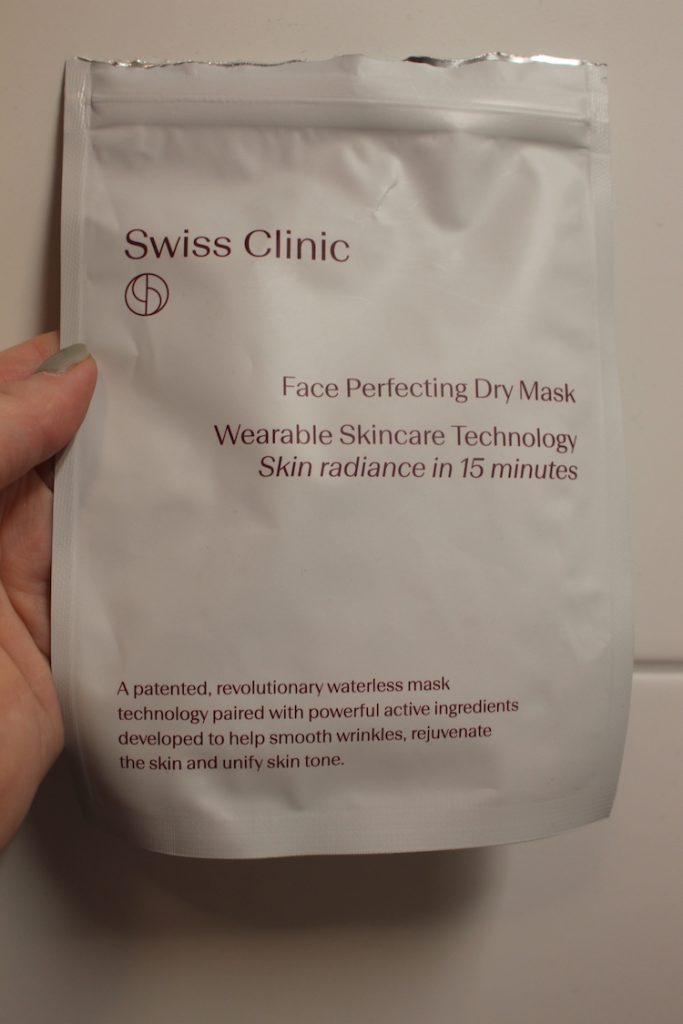 Swiss Clinic
Face Perfecting Dry Mask
Wearable Skincare Technology
Skin radiance in 15 minutes
A patented, revolutionary waterless mask
technology paired with powerful active ingredients
developed to help smooth wrinkles, rejuvenate
the skin and unify skin tone.